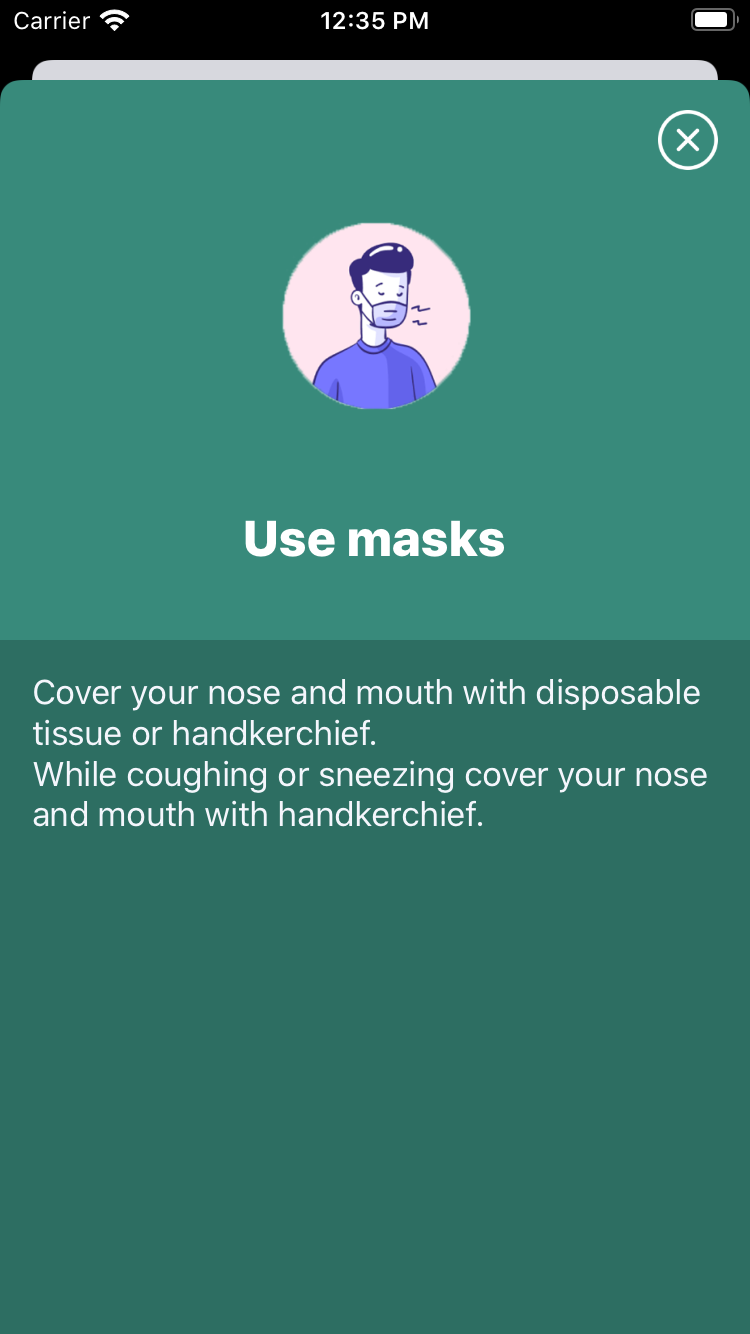 Carrier 12:35 PM
Use masks
Cover your nose and mouth with disposable
tissue or handkerchief.
While coughing or sneezing cover your nose
and mouth with handkerchief.